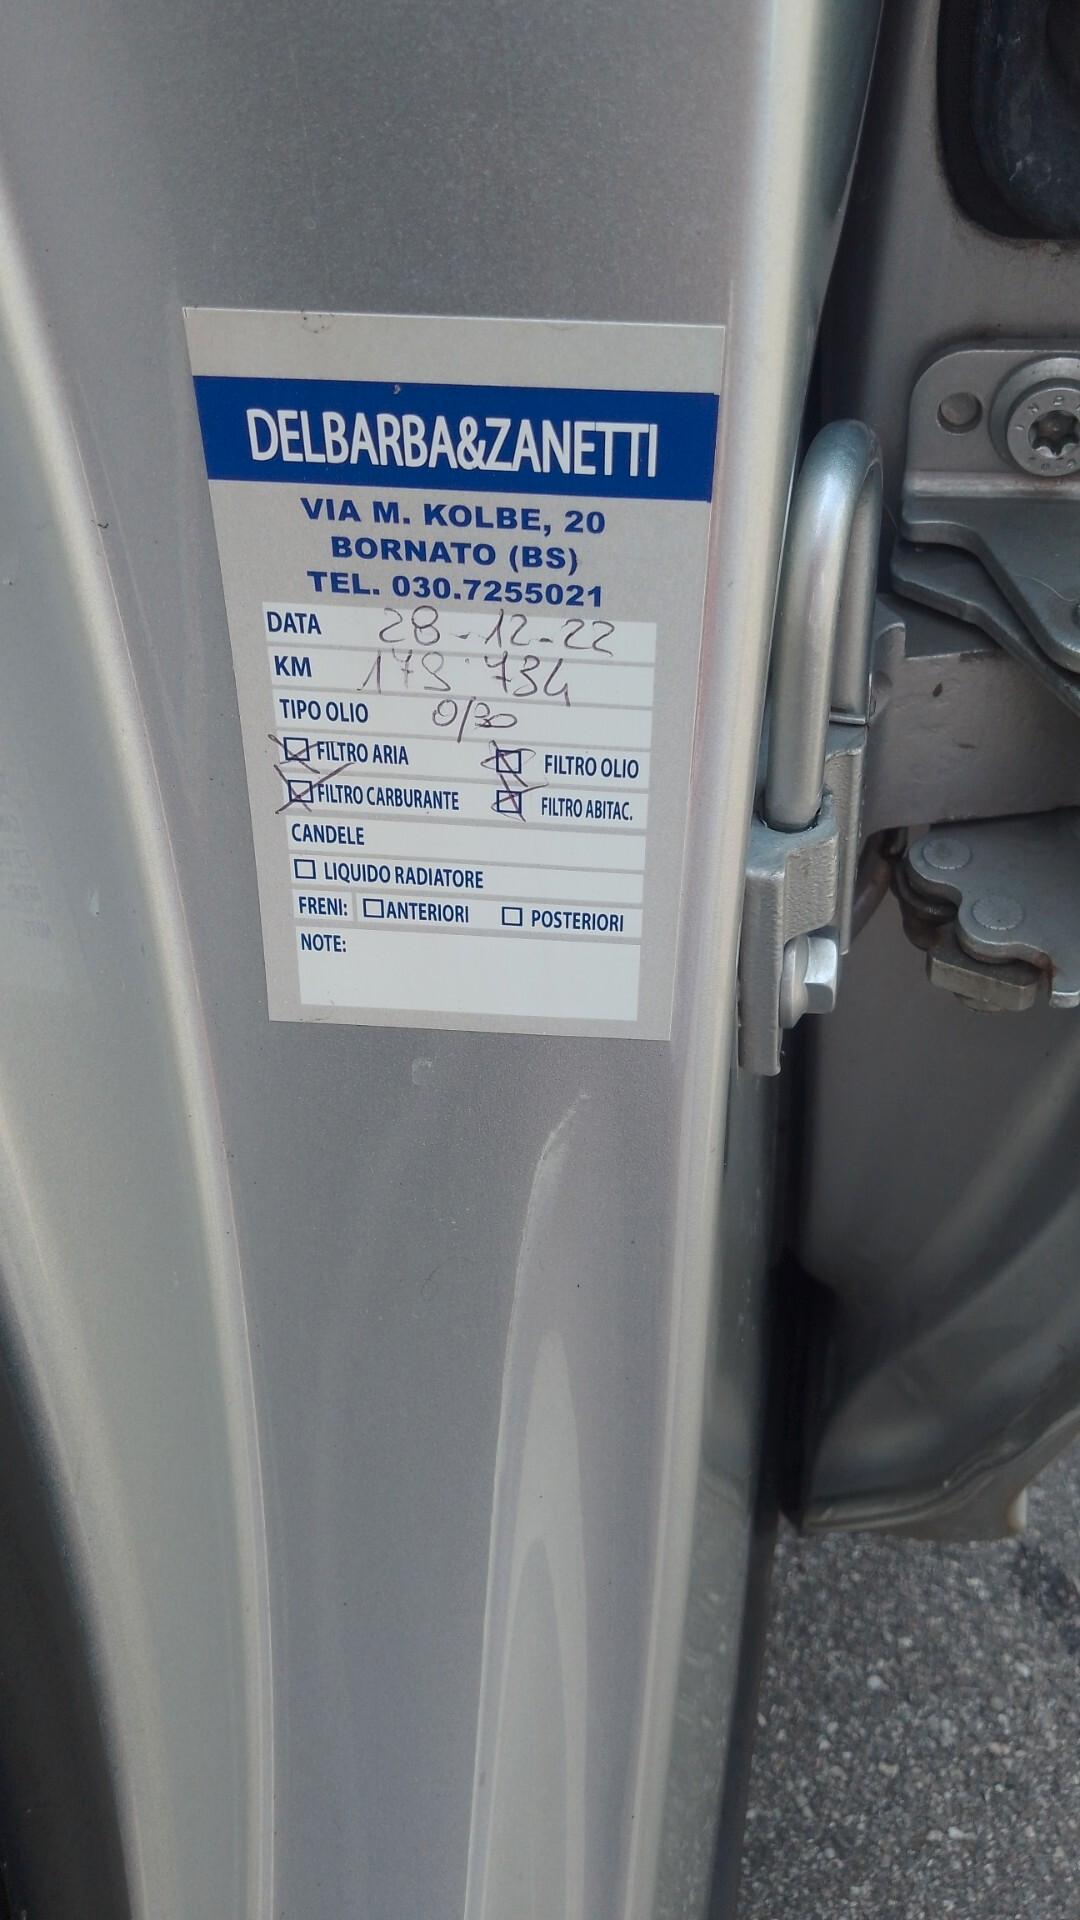 DELBARBA&ZANETTI
VIA M. KOLBE, 20
BORNATO (BS)
TEL. 030.7255021
DATA 28-12-22
KM 179.734
TIPO OLIO 0/30
FILTRO ARIA FILTRO OLIO
FILTRO CARBURANTE FILTRO ABITAC.
CANDELE
LIQUIDO RADIATORE
FRENI: ANTERIORI POSTERIORI
NOTE: